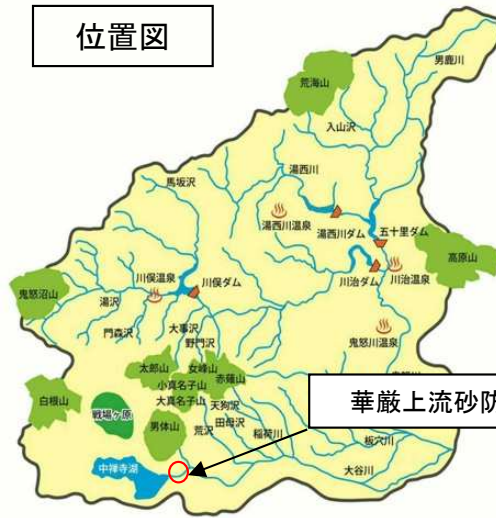 位置図
男鹿川
荒海山
入山沢
湯西川
馬坂沢
湯西川温泉
湯西川ダム
五十里ダム
高原山
川俣温泉
川俣ダム
川治ダム
川治温泉
鬼怒沼山
湯沢
門森沢
大事沢
野門沢
鬼怒川温泉
太郎山
女峰山
小真名子山
赤薙山
大真名子山
天狗沢
白根山
戦場ヶ原
田母沢
華厳上流砂防
男体山
荒沢
稲荷川
板穴川
中禅寺湖
大谷川